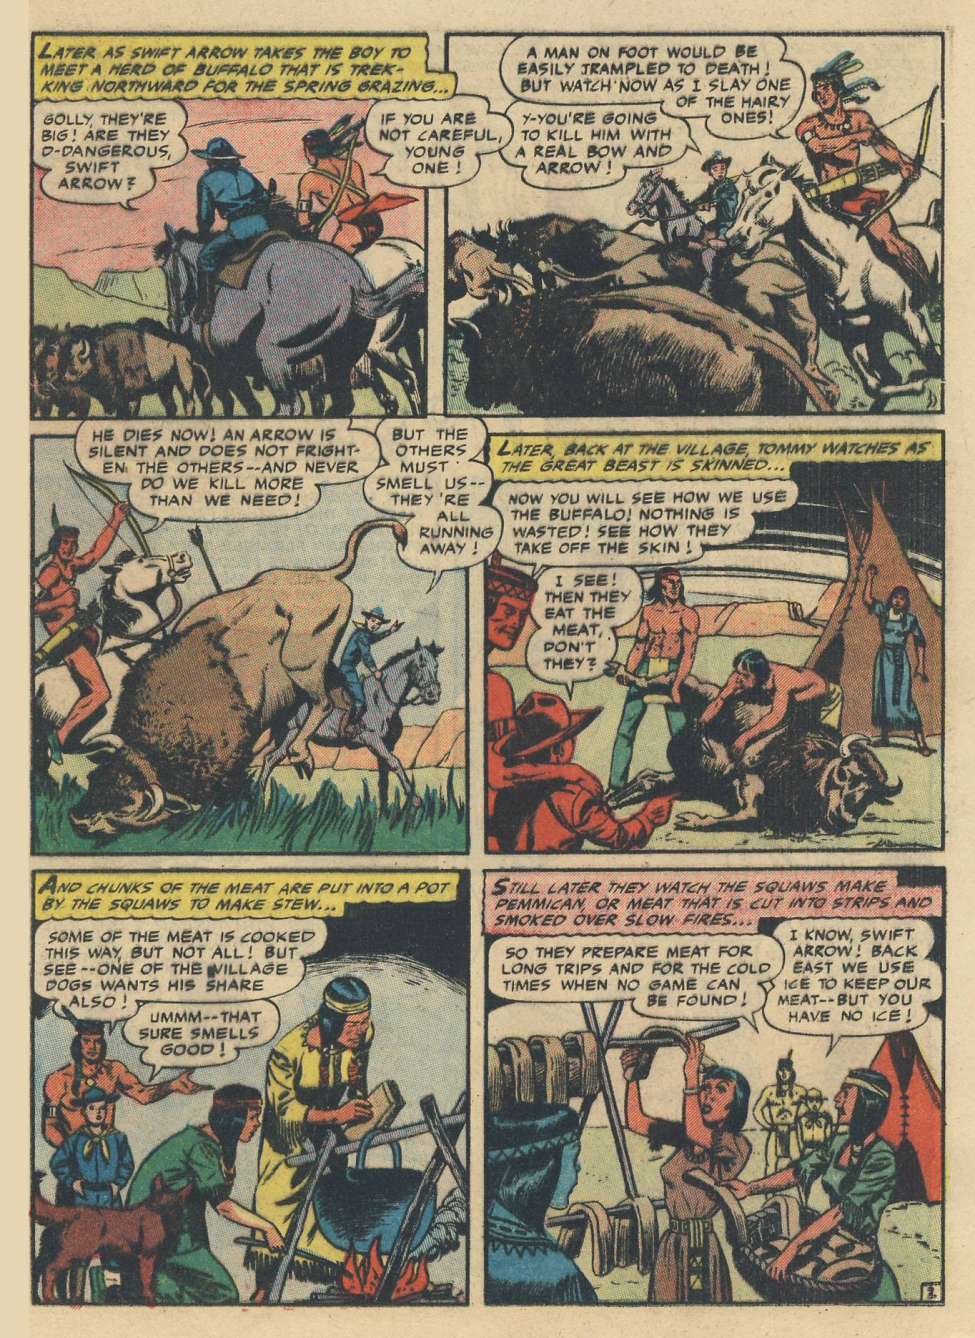 LATER AS SWIFT ARROW TAKES THE BOY TO
MEET A HERD OF BUFFALO THAT IS TREK-
KING NORTHWARD FOR THE SPRING GRAZING...
GOLLY, THEY'RE
BIG! ARE THEY
D-DANGEROUS,
SWIFT
ARROW?
IF YOU ARE
NOT CAREFUL,
YOUNG
ONE!
A MAN ON FOOT WOULD BE
EASILY TRAMPLED TO DEATH!
BUT WATCH NOW AS I SLAY ONE
OF THE HAIRY
ONES!
Y-YOU'RE GOING
TO KILL HIM WITH
A REAL BOW AND
ARROW!
HE DIES NOW! AN ARROW IS
SILENT AND DOES NOT FRIGHT-
EN THE OTHERS--AND NEVER
DO WE KILL MORE
THAN WE NEED!
BUT THE
OTHERS
MUST
SMELL US--
THEY'RE
ALL
RUNNING
AWAY!
LATER, BACK AT THE VILLAGE, TOMMY WATCHES AS
THE GREAT BEAST IS SKINNED...
NOW YOU WILL SEE HOW WE USE
THE BUFFALO! NOTHING IS
WASTED! SEE HOW THEY
TAKE OFF THE SKIN!
I SEE!
THEN THEY
EAT THE
MEAT,
DON'T
THEY?
AND CHUNKS OF THE MEAT ARE PUT INTO A POT
BY THE SQUAWS TO MAKE STEW...
SOME OF THE MEAT IS COOKED
THIS WAY, BUT NOT ALL! BUT
SEE--ONE OF THE VILLAGE
DOGS WANTS HIS SHARE
ALSO!
UMMM--THAT
SURE SMELLS
GOOD!
STILL LATER THEY WATCH THE SQUAWS MAKE
PEMMICAN, OR MEAT THAT IS CUT INTO STRIPS AND
SMOKED OVER SLOW FIRES...
SO THEY PREPARE MEAT FOR
LONG TRIPS AND FOR THE COLD
TIMES WHEN NO GAME CAN
BE FOUND!
I KNOW, SWIFT
ARROW! BACK
EAST WE USE
ICE TO KEEP OUR
MEAT--BUT YOU
HAVE NO ICE!